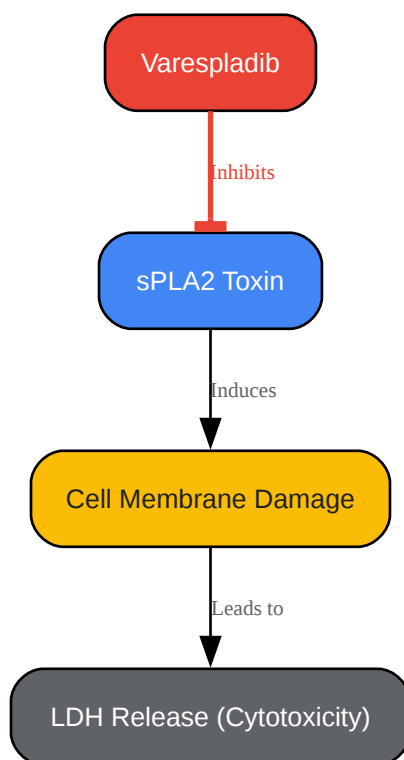 Varespladib
Inhibits
sPLA2 Toxin
Induces
Cell Membrane Damage
Leads to
LDH Release (Cytotoxicity)